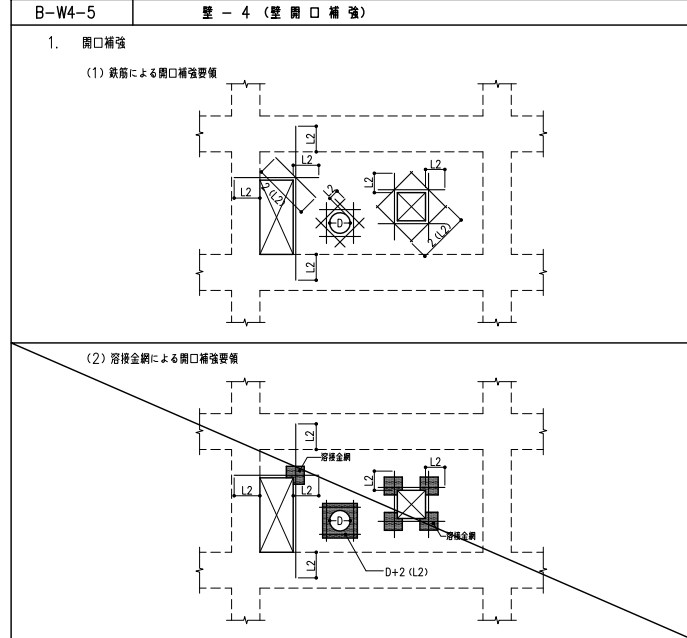 B-W4-5
壁 － 4 （壁 開 口 補 強）
1. 開口補強
(1) 鉄筋による開口補強要領
L2
L2
L2
2(L2)
L2
D
L2
L2
L2
2(L2)
(2) 溶接金網による開口補強要領
L2
溶接金網
L2
L2
L2
D
D+2(L2)
L2
L2
溶接金網